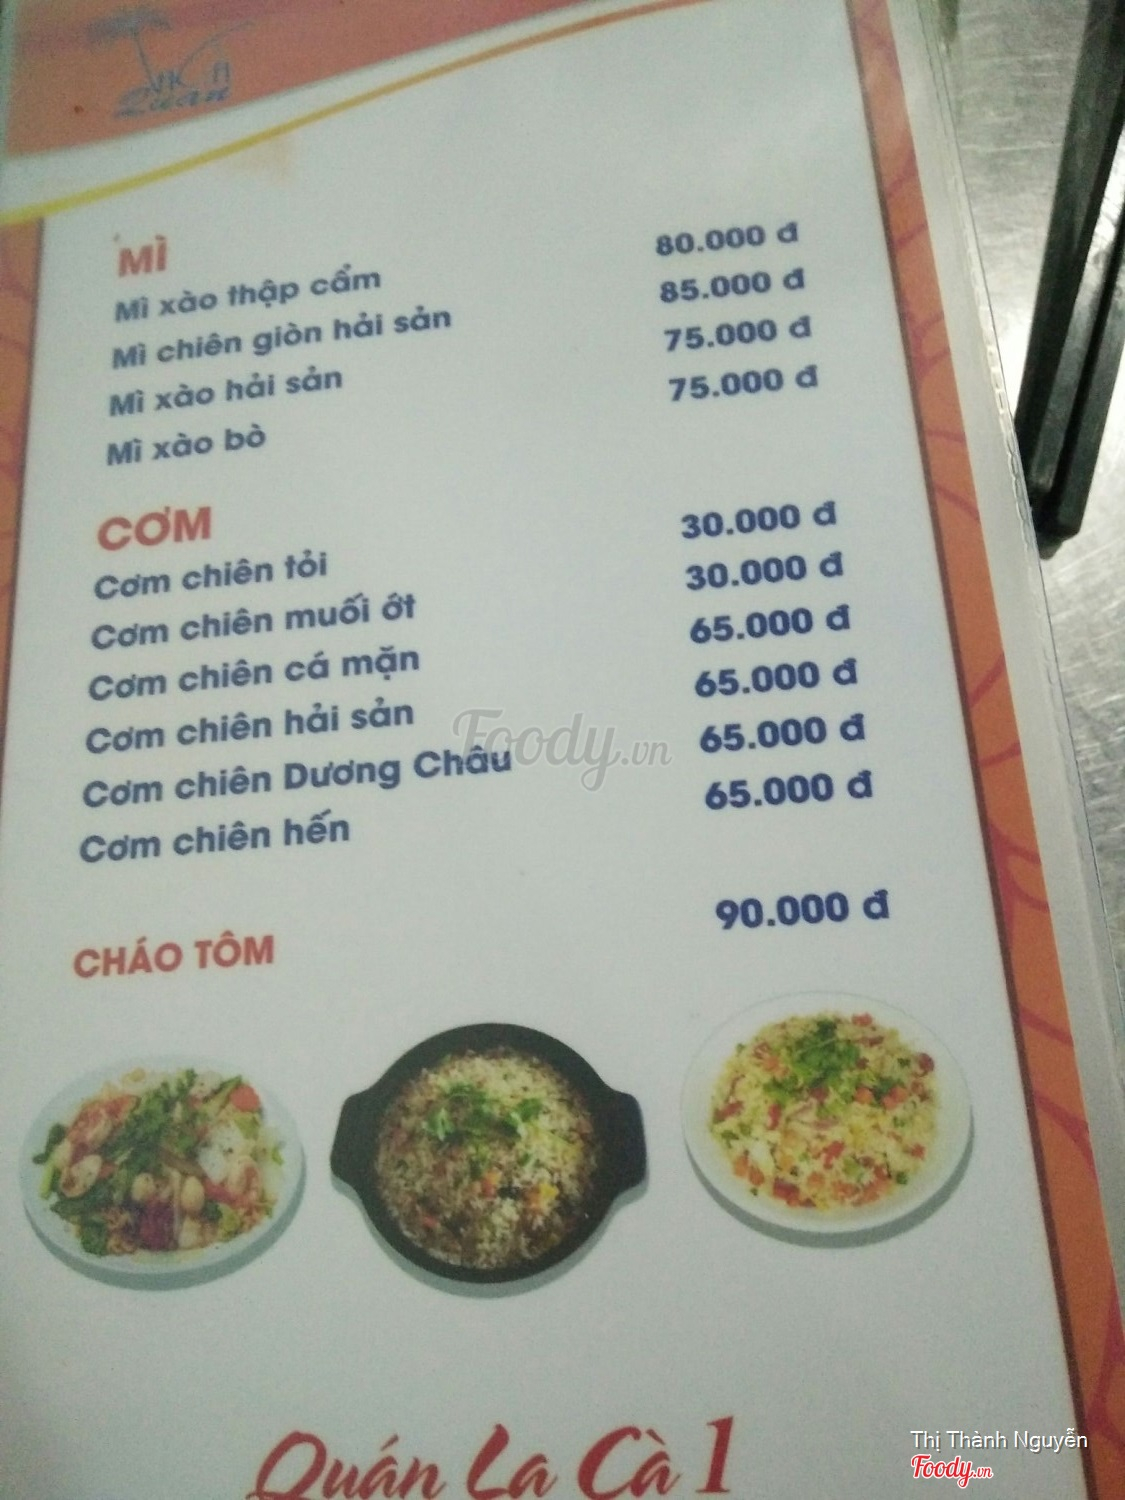 Quán
MÌ
Mì xào thập cẩm 80.000 đ
Mì chiên giòn hải sản 85.000 đ
Mì xào hải sản 75.000 đ
Mì xào bò 75.000 đ
CƠM
Cơm chiên tỏi 30.000 đ
Cơm chiên muối ớt 30.000 đ
Cơm chiên cá mặn 65.000 đ
Cơm chiên hải sản 65.000 đ
Cơm chiên Dương Châu 65.000 đ
Cơm chiên hến 65.000 đ
CHÁO TÔM 90.000 đ
Foody.vn
Quán La Cà 1
Thị Thành Nguyễn
Foody.vn